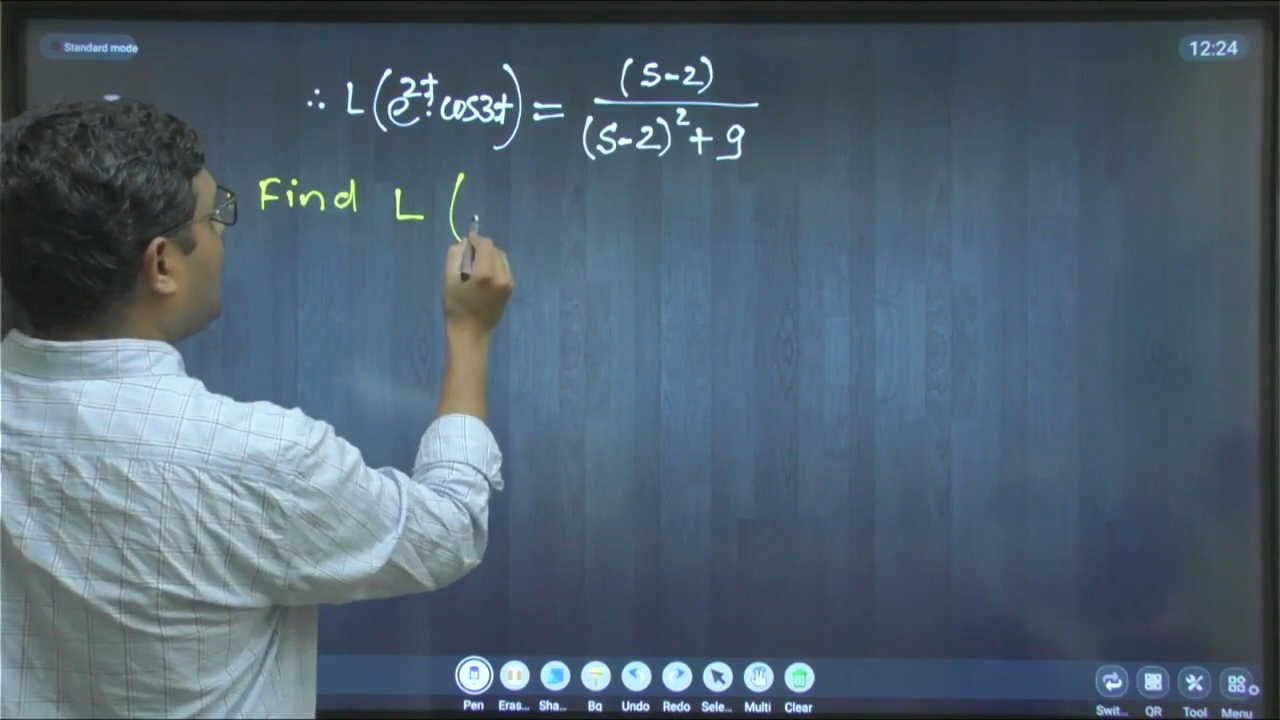 Standard mode
12:24
∴ L(e^{2t}. cos3t) = (s-2) / ((s-2)^2 + 9)
Find L (
Pen Eras... Sha... Bg Undo Redo Sele... Multi Clear
Swit... QR Tool Menu